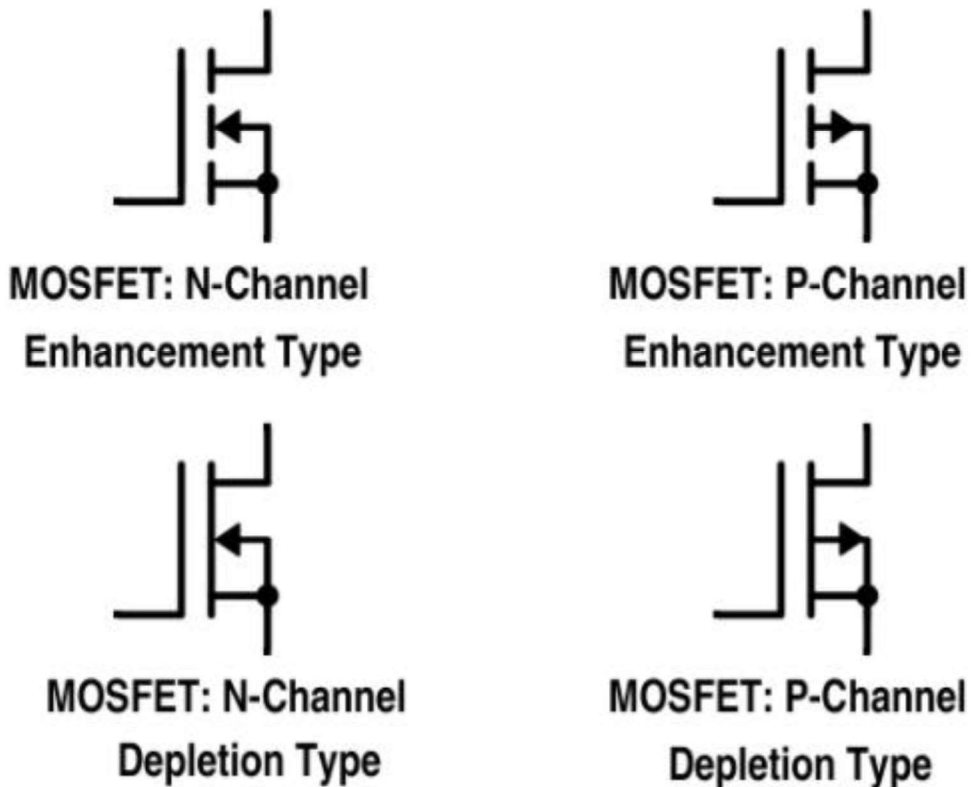 MOSFET: N-Channel
Enhancement Type
MOSFET: P-Channel
Enhancement Type
MOSFET: N-Channel
Depletion Type
MOSFET: P-Channel
Depletion Type